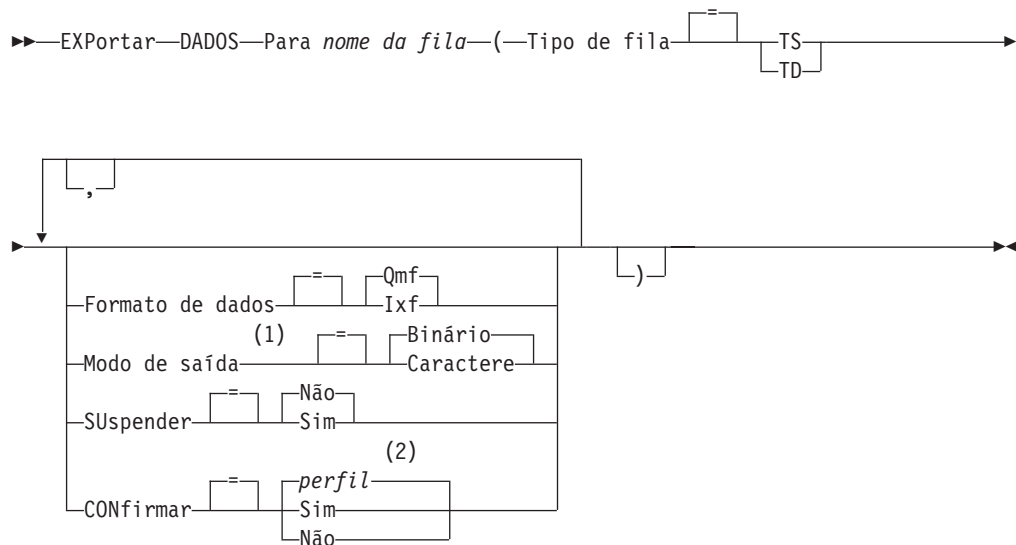 EXPortar DADOS Para nome da fila ( Tipo de fila = TS
TD
,
)
Formato de dados = Qmf
Ixf
(1)
Modo de saída = Binário
Caractere
SUspender = Não
Sim
(2)
CONfirmar = perfil
Sim
Não